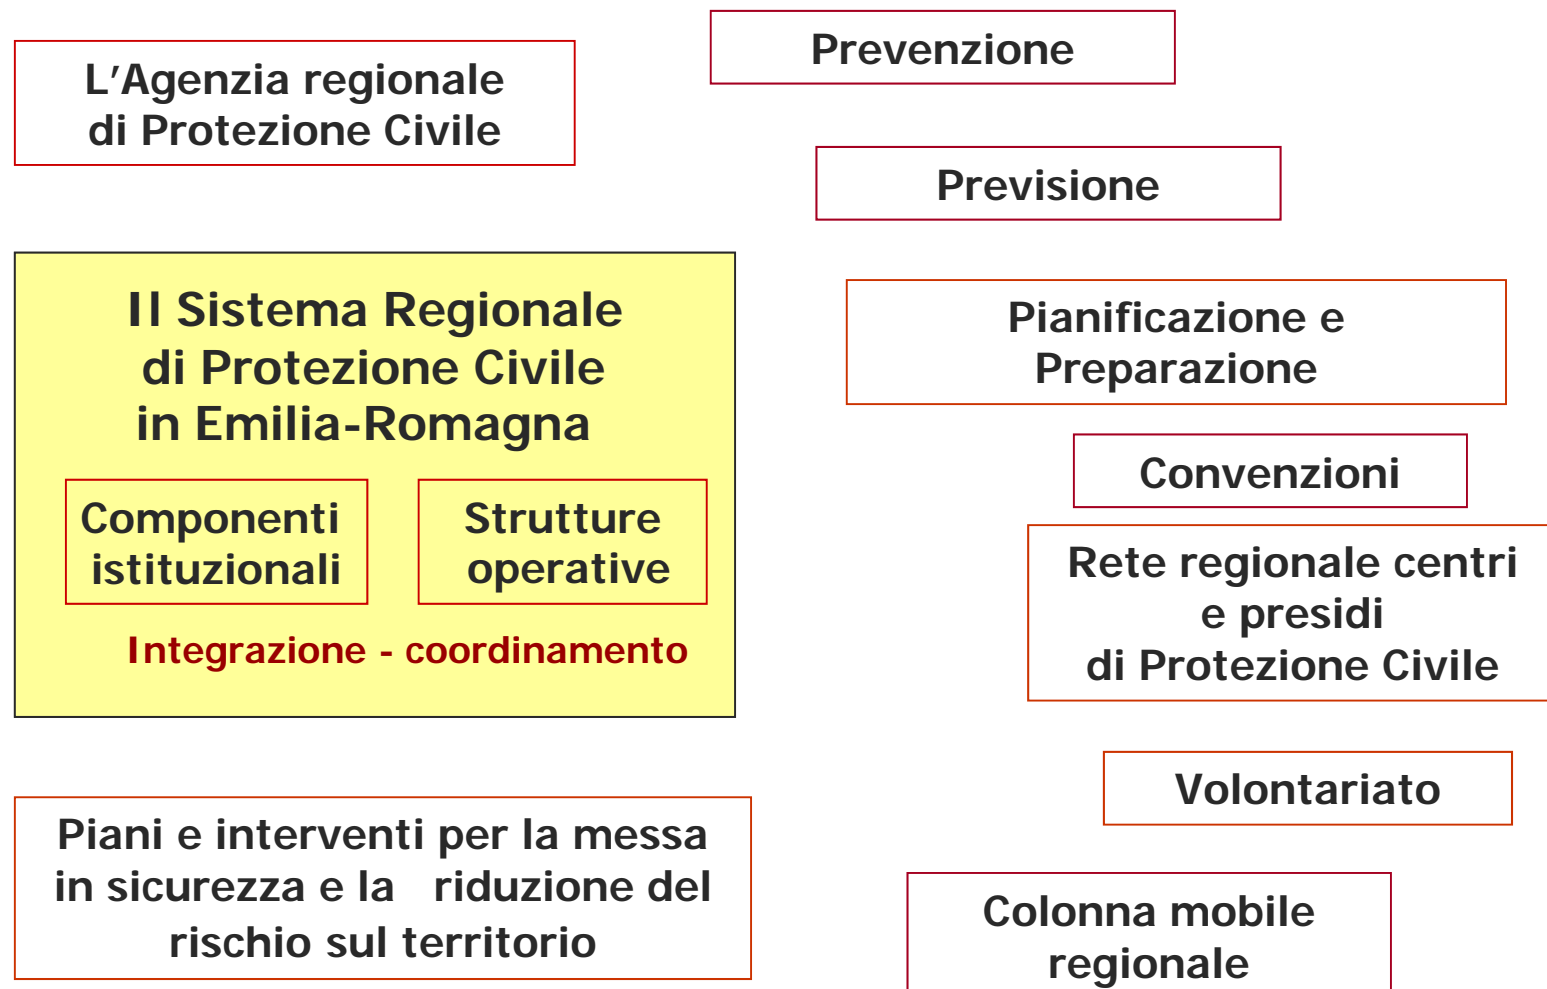 L’Agenzia regionale
di Protezione Civile
Prevenzione
Previsione
Il Sistema Regionale
di Protezione Civile
in Emilia-Romagna
Componenti
istituzionali
Strutture
operative
Integrazione - coordinamento
Pianificazione e
Preparazione
Convenzioni
Rete regionale centri
e presidi
di Protezione Civile
Volontariato
Piani e interventi per la messa
in sicurezza e la riduzione del
rischio sul territorio
Colonna mobile
regionale